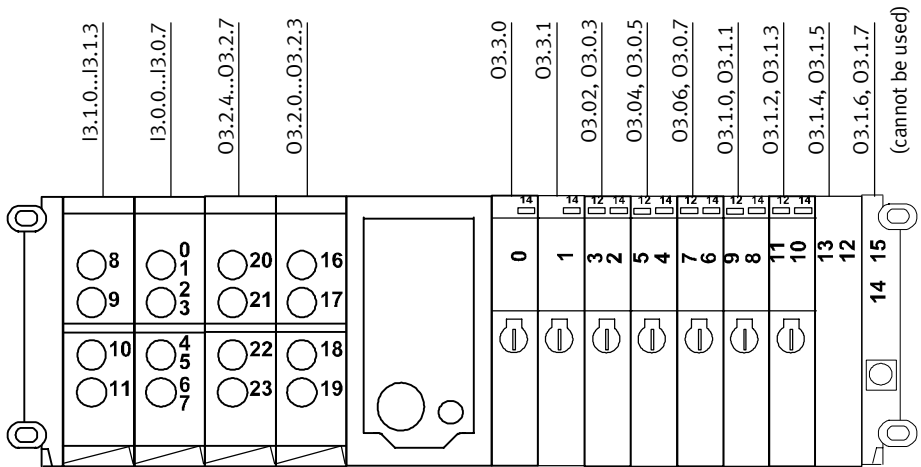 I3.1.0...I3.1.3
I3.0.0...I3.0.7
O3.2.4...O3.2.7
O3.2.0...O3.2.3
O3.3.0
O3.3.1
O3.02, O3.0.3
O3.04, O3.0.5
O3.06, O3.0.7
O3.1.0, O3.1.1
O3.1.2, O3.1.3
O3.1.4, O3.1.5
O3.1.6, O3.1.7
(cannot be used)
14 14 12 14 12 14 12 14 12 14 12 14
8
9
10
11
0
1
2
3
4
5
6
7
20
21
22
23
16
17
18
19
0
1
3
2
5
4
7
6
9
8
11
10
13
12
14 15